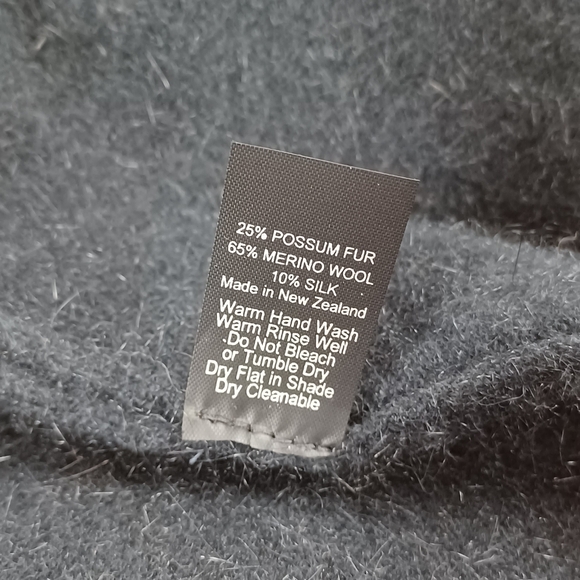 25% POSSUM FUR
65% MERINO WOOL
10% SILK
Made in New Zealand
Warm Hand Wash
Warm Rinse Well
Do Not Bleach
or Tumble Dry
Dry Flat in Shade
Dry Cleanable